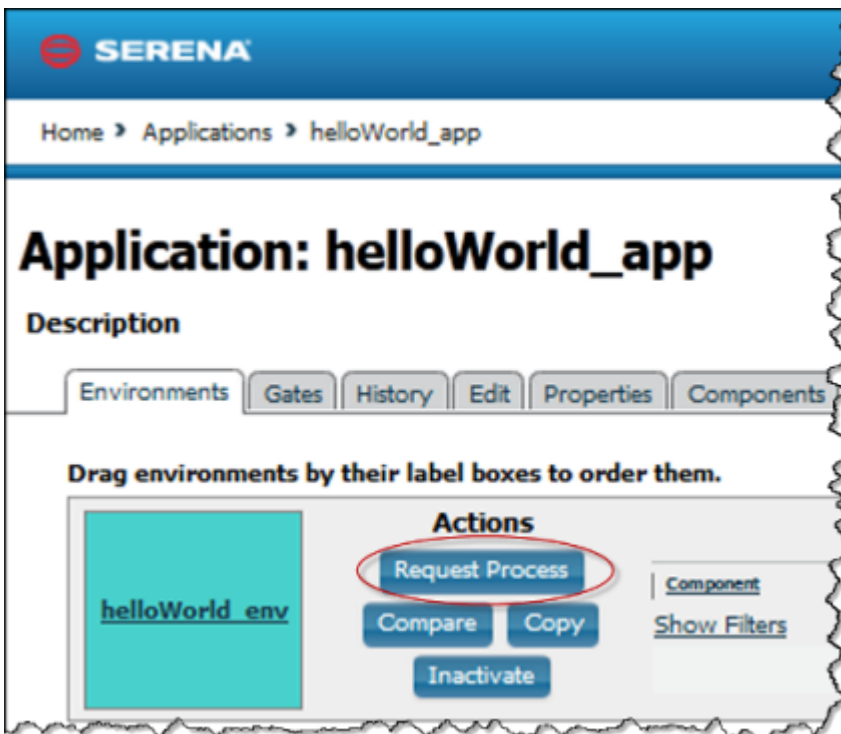 SERENA
Home > Applications > helloWorld_app
Application: helloWorld_app
Description
Environments Gates History Edit Properties Components
Drag environments by their label boxes to order them.
helloWorld_env
Actions
Request Process
Compare Copy
Inactivate
Component
Show Filters